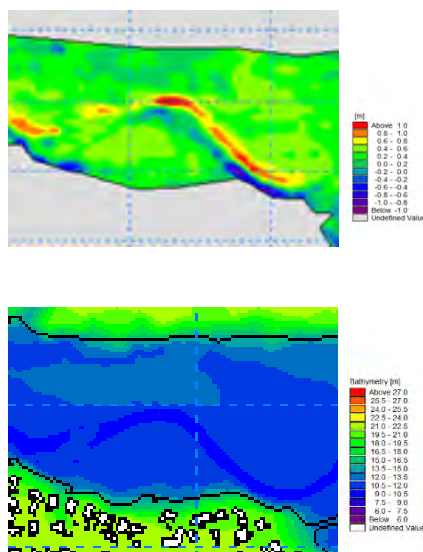 [m]
Above 1.0
0.8 - 1.0
0.6 - 0.8
0.4 - 0.6
0.2 - 0.4
0.0 - 0.2
-0.2 - 0.0
-0.4 - -0.2
-0.6 - -0.4
-0.8 - -0.6
-1.0 - -0.8
Below -1.0
Undefined Value
Bathymetry [m]
Above 27.0
25.5 - 27.0
24.0 - 25.5
22.5 - 24.0
21.0 - 22.5
19.5 - 21.0
18.0 - 19.5
16.5 - 18.0
15.0 - 16.5
13.5 - 15.0
12.0 - 13.5
10.5 - 12.0
9.0 - 10.5
7.5 - 9.0
6.0 - 7.5
Below 6.0
Undefined Value